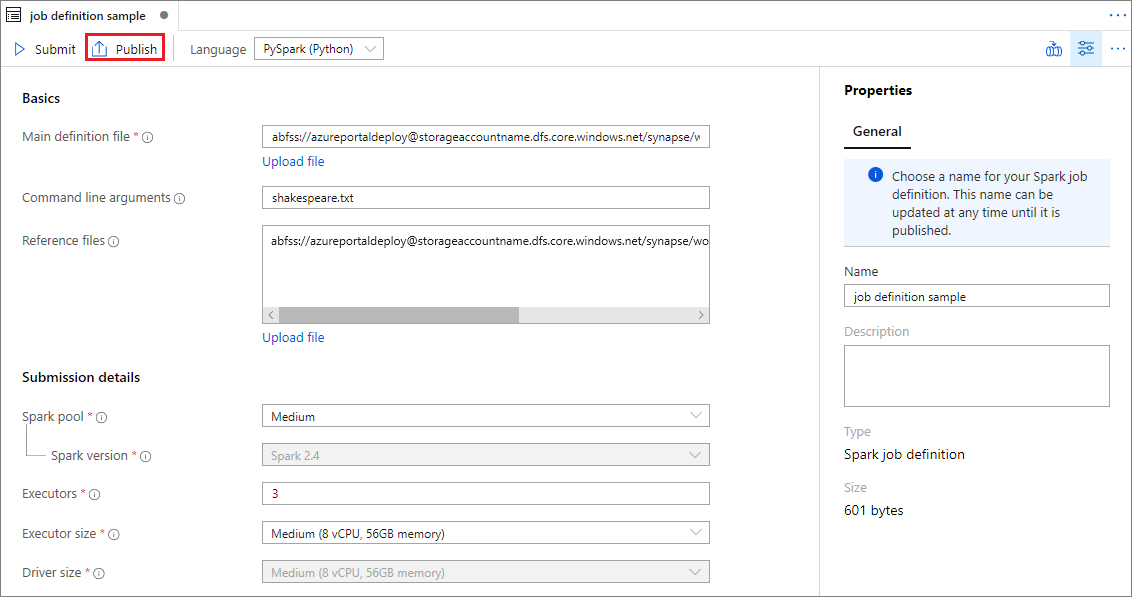 job definition sample
Submit Publish Language PySpark (Python)
Basics
Main definition file * abfss://azureportaldeploy@storageaccountname.dfs.core.windows.net/synapse/w
Upload file
Command line arguments shakespeare.txt
Reference files abfss://azureportaldeploy@storageaccountname.dfs.core.windows.net/synapse/wo
Upload file
Submission details
Spark pool * Medium
Spark version * Spark 2.4
Executors * 3
Executor size * Medium (8 vCPU, 56GB memory)
Driver size * Medium (8 vCPU, 56GB memory)
Properties
General
Choose a name for your Spark job
definition. This name can be
updated at any time until it is
published.
Name
job definition sample
Description
Type
Spark job definition
Size
601 bytes